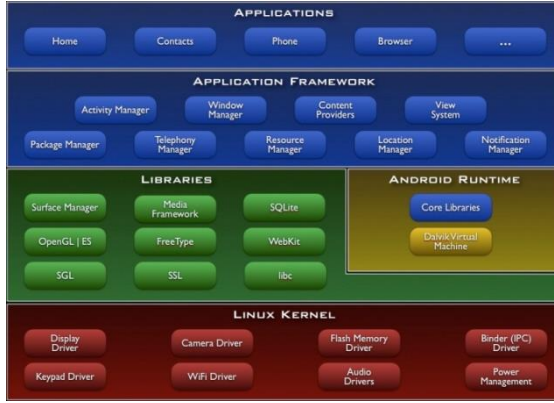 APPLICATIONS
Home Contacts Phone Browser ...
APPLICATION FRAMEWORK
Activity Manager Window Manager Content Providers View System
Package Manager Telephony Manager Resource Manager Location Manager Notification Manager
LIBRARIES
Surface Manager Media Framework SQLite
OpenGL | ES FreeType WebKit
SGL SSL libc
ANDROID RUNTIME
Core Libraries
Dalvik Virtual Machine
LINUX KERNEL
Display Driver Camera Driver Flash Memory Driver Binder (IPC) Driver
Keypad Driver WiFi Driver Audio Drivers Power Management